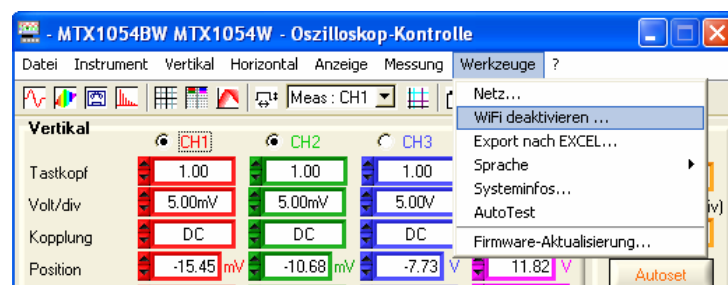 - MTX1054BW MTX1054W - Oszilloskop-Kontrolle
Datei Instrument Vertikal Horizontal Anzeige Messung Werkzeuge ?
Meas : CH1
Netz...
WiFi deaktivieren ...
Export nach EXCEL...
Sprache
Systeminfos...
AutoTest
Firmware-Aktualisierung...
Vertikal
CH1 CH2 CH3
Tastkopf 1.00 1.00 1.00
Volt/div 5.00mV 5.00mV 5.00V iv)
Kopplung DC DC DC
Position -15.45 mV -10.68 mV -7.73 V 11.82 V Autoset